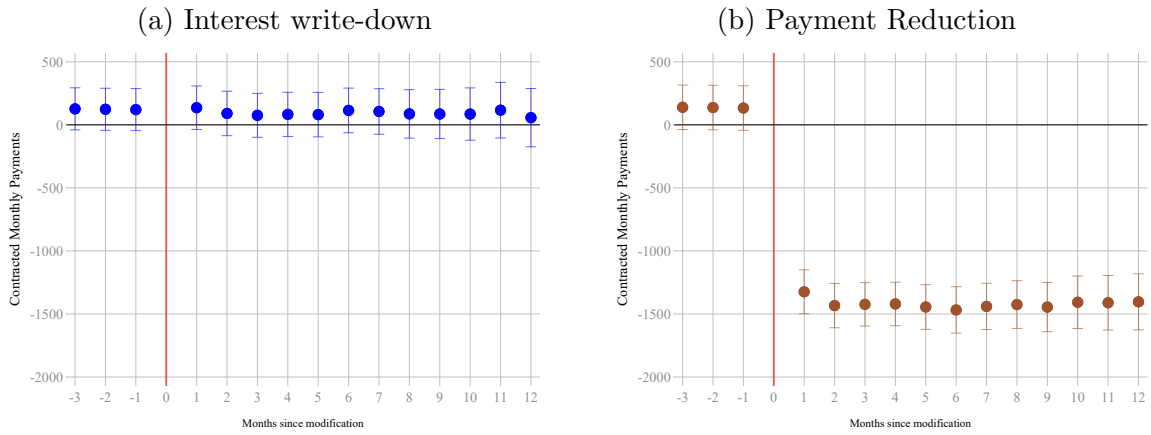 (a) Interest write-down
500
0
-500
-1000
-1500
-2000
Contracted Monthly Payments
-3 -2 -1 0 1 2 3 4 5 6 7 8 9 10 11 12
Months since modification
(b) Payment Reduction
500
0
-500
-1000
-1500
-2000
Contracted Monthly Payments
-3 -2 -1 0 1 2 3 4 5 6 7 8 9 10 11 12
Months since modification